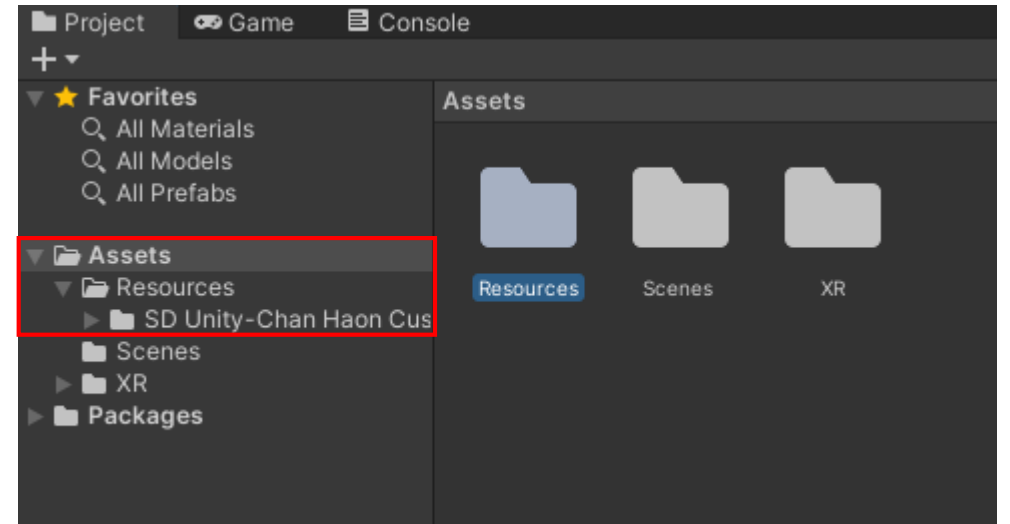 Project Game Console
Favorites
All Materials
All Models
All Prefabs
Assets
Resources
SD Unity-Chan Haon Cus
Scenes
XR
Packages
Assets
Resources Scenes XR